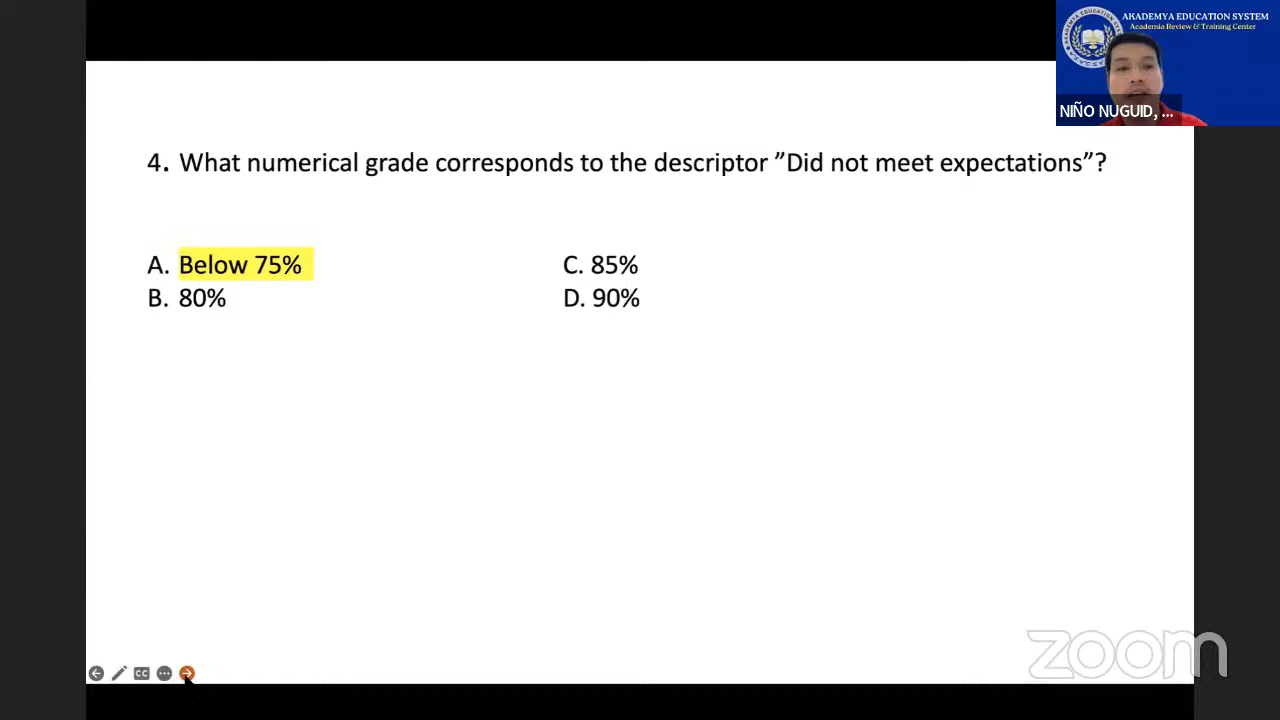 AKADEMYA EDUCATION SYSTEM
Academia Review & Training Center
NIÑO NUGUID, ...
4. What numerical grade corresponds to the descriptor ”Did not meet expectations”?
A. Below 75%
C. 85%
B. 80%
D. 90%
CC
zoom